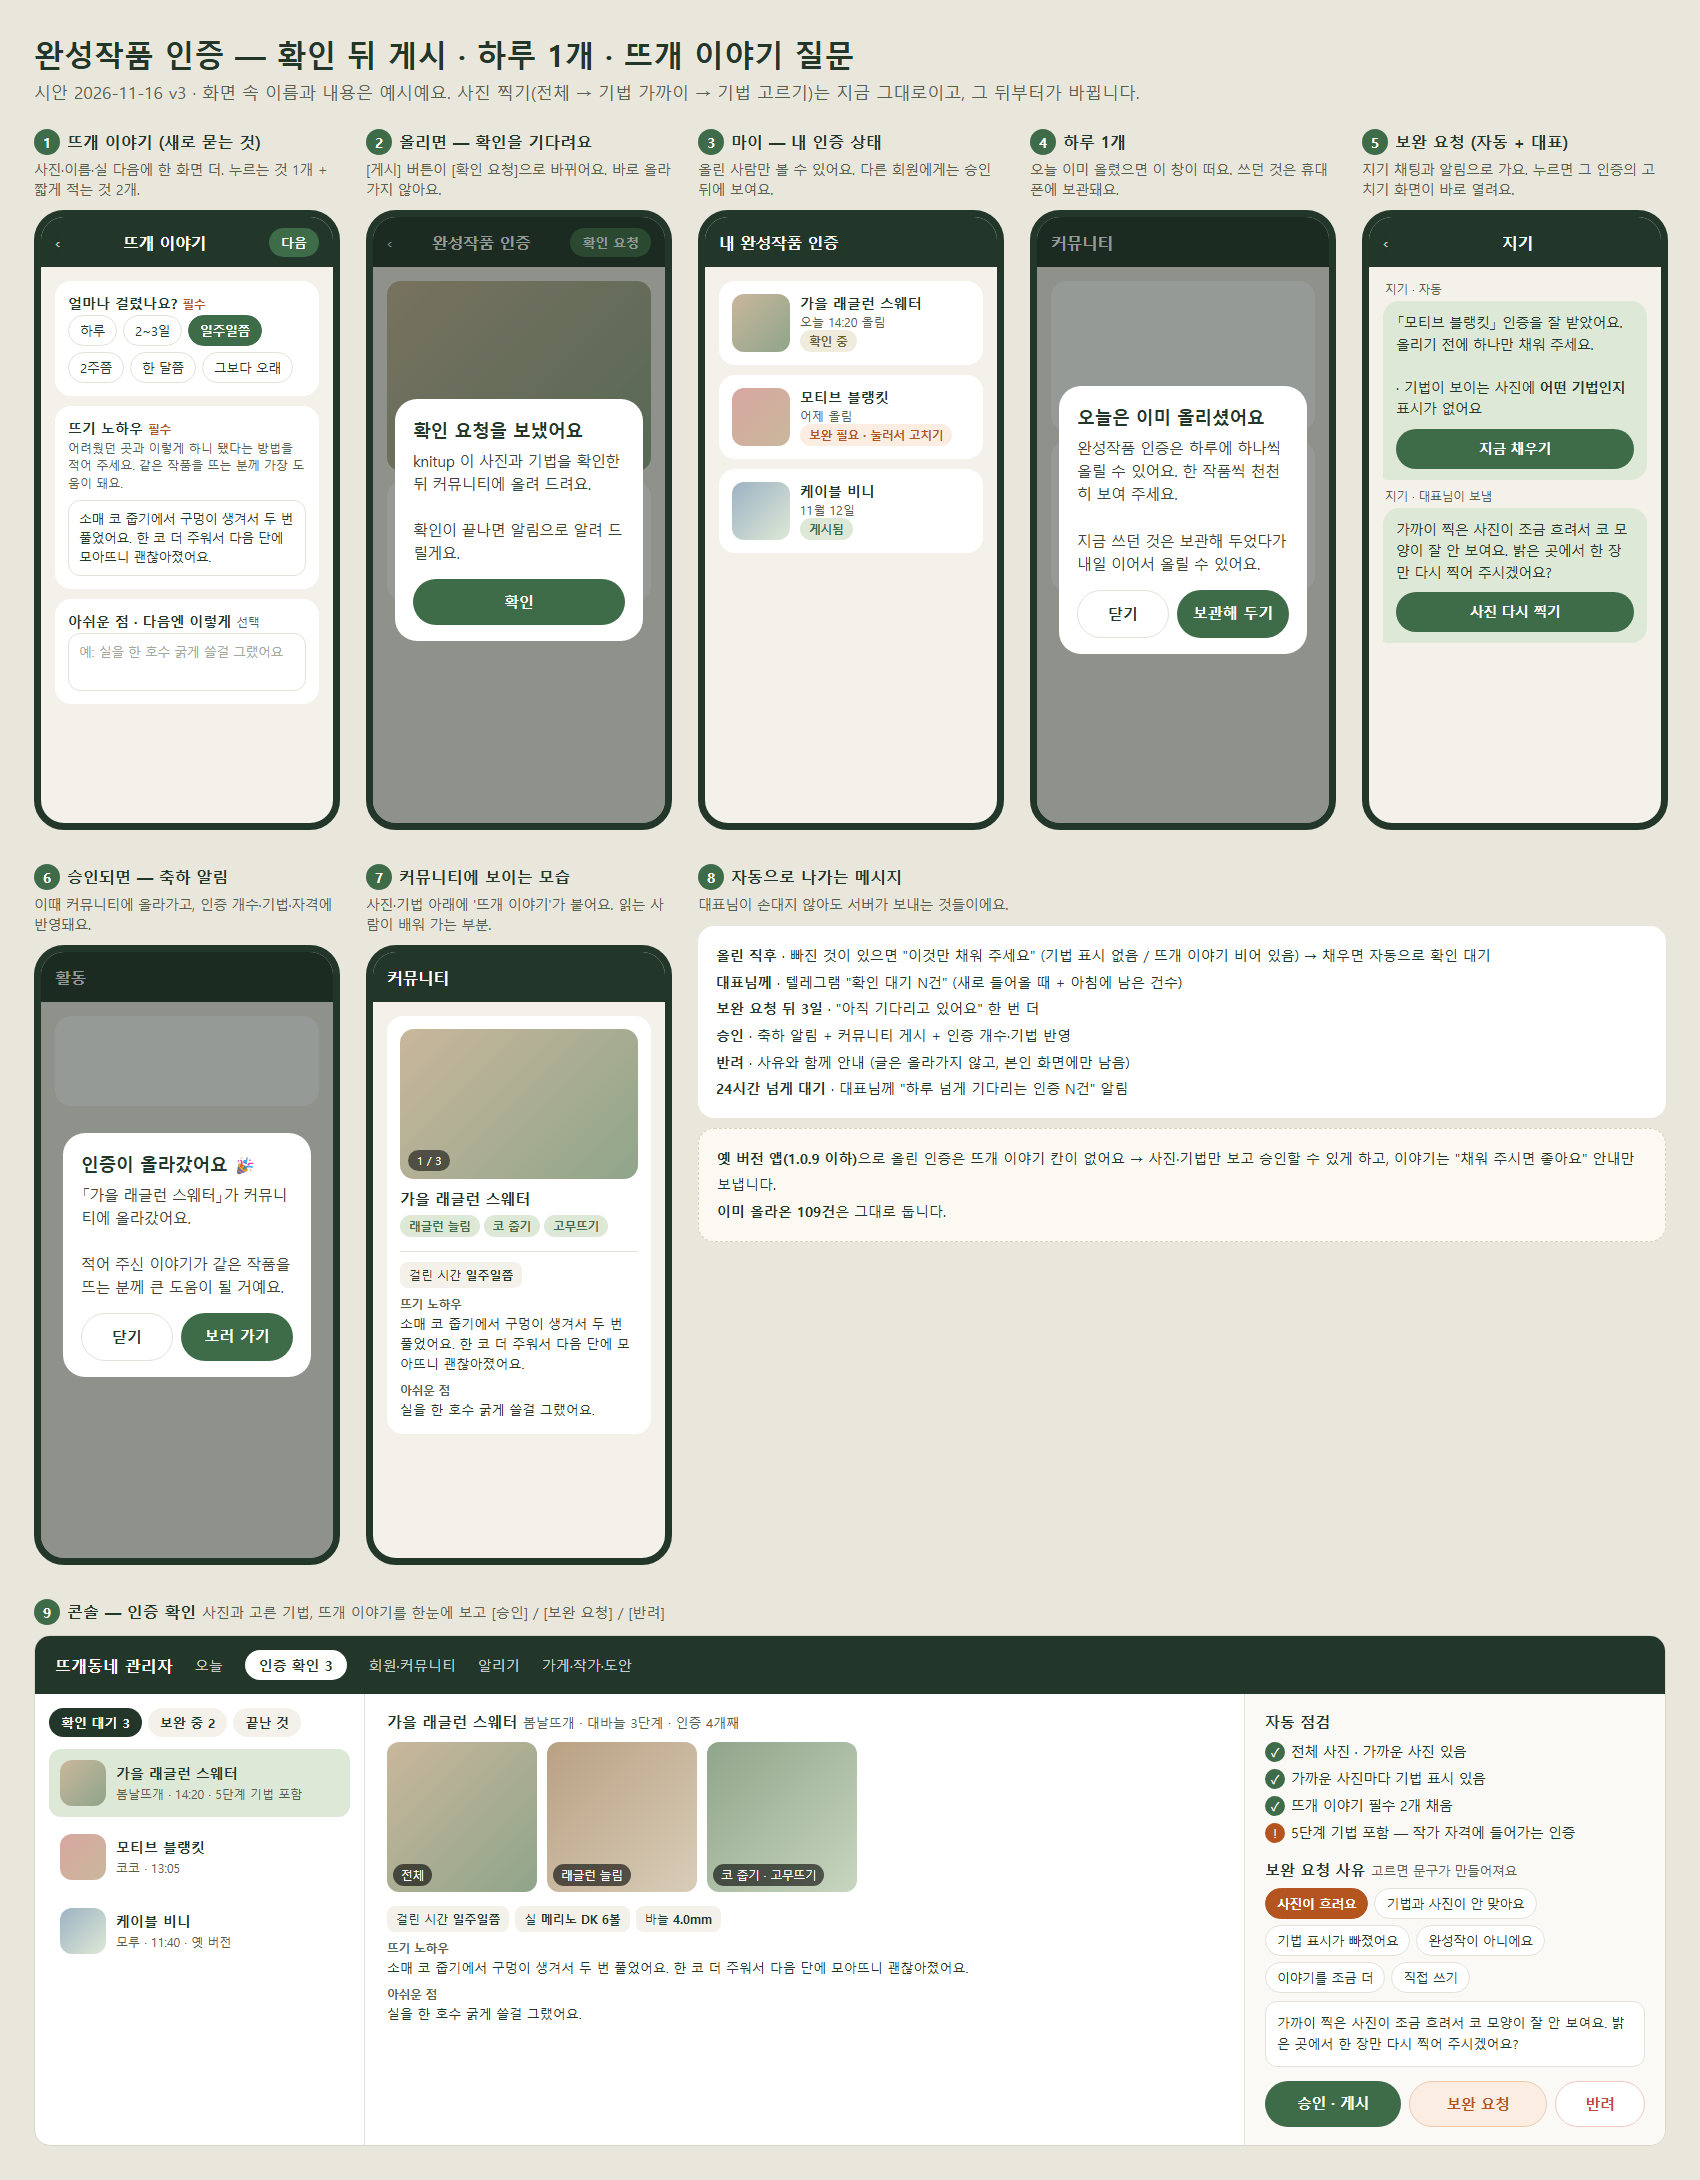 완성작품 인증 — 확인 뒤 게시 · 하루 1개 · 뜨개 이야기 질문
시안 2026-11-16 v3 · 화면 속 이름과 내용은 예시예요. 사진 찍기(전체 → 기법 가까이 → 기법 고르기)는 지금 그대로이고, 그 뒤부터가 바뀝니다.
1 뜨개 이야기 (새로 묻는 것)
사진·이름·실 다음에 한 화면 더. 누르는 것 1개 +
짧게 적는 것 2개.
‹ 뜨개 이야기 다음
얼마나 걸렸나요? 필수
하루 2~3일 일주일쯤
2주쯤 한 달쯤 그보다 오래
뜨기 노하우 필수
어려웠던 곳과 이렇게 하니 됐다는 방법을
적어 주세요. 같은 작품을 뜨는 분께 가장 도
움이 돼요.
소매 코 줍기에서 구멍이 생겨서 두 번
풀었어요. 한 코 더 주워서 다음 단에
모아뜨니 괜찮아졌어요.
아쉬운 점 · 다음엔 이렇게 선택
예: 실을 한 호수 굵게 쓸걸 그랬어요
2 올리면 — 확인을 기다려요
[게시] 버튼이 [확인 요청]으로 바뀌어요. 바로 올라
가지 않아요.
‹ 완성작품 인증 확인 요청
확인 요청을 보냈어요
knitup 이 사진과 기법을 확인한
뒤 커뮤니티에 올려 드려요.
확인이 끝나면 알림으로 알려 드
릴게요.
확인
3 마이 — 내 인증 상태
올린 사람만 볼 수 있어요. 다른 회원에게는 승인
뒤에 보여요.
내 완성작품 인증
가을 래글런 스웨터
오늘 14:20 올림
확인 중
모티브 블랭킷
어제 올림
보완 필요 · 눌러서 고치기
케이블 비니
11월 12일
게시됨
4 하루 1개
오늘 이미 올렸으면 이 창이 떠요. 쓰던 것은 휴대
폰에 보관돼요.
커뮤니티
오늘은 이미 올리셨어요
완성작품 인증은 하루에 하나씩
올릴 수 있어요. 한 작품씩 천천
히 보여 주세요.
지금 쓰던 것은 보관해 두었다가
내일 이어서 올릴 수 있어요.
닫기 보관해 두기
5 보완 요청 (자동 + 대표)
지기 채팅과 알림으로 가요. 누르면 그 인증의 고
치기 화면이 바로 열려요.
‹ 지기
지기 · 자동
「모티브 블랭킷」 인증을 잘 받았어요.
올리기 전에 하나만 채워 주세요.
· 기법이 보이는 사진에 어떤 기법인지
표시가 없어요
지금 채우기
지기 · 대표님이 보냄
가까이 찍은 사진이 조금 흐려서 코 모
양이 잘 안 보여요. 밝은 곳에서 한 장
만 다시 찍어 주시겠어요?
사진 다시 찍기
6 승인되면 — 축하 알림
이때 커뮤니티에 올라가고, 인증 개수·기법·자격에
반영돼요.
활동
인증이 올라갔어요 🎉
「가을 래글런 스웨터」가 커뮤니
티에 올라갔어요.
적어 주신 이야기가 같은 작품을
뜨는 분께 큰 도움이 될 거예요.
닫기 보러 가기
7 커뮤니티에 보이는 모습
사진·기법 아래에 '뜨개 이야기'가 붙어요. 읽는 사
람이 배워 가는 부분.
커뮤니티
1 / 3
가을 래글런 스웨터
래글런 늘림 코 줍기 고무뜨기
걸린 시간 일주일쯤
뜨기 노하우
소매 코 줍기에서 구멍이 생겨서 두 번
풀었어요. 한 코 더 주워서 다음 단에 모
아뜨니 괜찮아졌어요.
아쉬운 점
실을 한 호수 굵게 쓸걸 그랬어요.
8 자동으로 나가는 메시지
대표님이 손대지 않아도 서버가 보내는 것들이에요.
올린 직후 · 빠진 것이 있으면 "이것만 채워 주세요" (기법 표시 없음 / 뜨개 이야기 비어 있음) → 채우면 자동으로 확인 대기
대표님께 · 텔레그램 "확인 대기 N건" (새로 들어올 때 + 아침에 남은 건수)
보완 요청 뒤 3일 · "아직 기다리고 있어요" 한 번 더
승인 · 축하 알림 + 커뮤니티 게시 + 인증 개수·기법 반영
반려 · 사유와 함께 안내 (글은 올라가지 않고, 본인 화면에만 남음)
24시간 넘게 대기 · 대표님께 "하루 넘게 기다리는 인증 N건" 알림
옛 버전 앱(1.0.9 이하)으로 올린 인증은 뜨개 이야기 칸이 없어요 → 사진·기법만 보고 승인할 수 있게 하고, 이야기는 "채워 주시면 좋아요" 안내만
보냅니다.
이미 올라온 109건은 그대로 둡니다.
9 콘솔 — 인증 확인 사진과 고른 기법, 뜨개 이야기를 한눈에 보고 [승인] / [보완 요청] / [반려]
뜨개동네 관리자 오늘 인증 확인 3 회원·커뮤니티 알리기 가게·작가·도안
확인 대기 3 보완 중 2 끝난 것
가을 래글런 스웨터
봄날뜨개 · 14:20 · 5단계 기법 포함
모티브 블랭킷
코코 · 13:05
케이블 비니
모루 · 11:40 · 옛 버전
가을 래글런 스웨터 봄날뜨개 · 대바늘 3단계 · 인증 4개째
전체 래글런 늘림 코 줍기 · 고무뜨기
걸린 시간 일주일쯤 실 메리노 DK 6볼 바늘 4.0mm
뜨기 노하우
소매 코 줍기에서 구멍이 생겨서 두 번 풀었어요. 한 코 더 주워서 다음 단에 모아뜨니 괜찮아졌어요.
아쉬운 점
실을 한 호수 굵게 쓸걸 그랬어요.
자동 점검
✓ 전체 사진 · 가까운 사진 있음
✓ 가까운 사진마다 기법 표시 있음
✓ 뜨개 이야기 필수 2개 채움
! 5단계 기법 포함 — 작가 자격에 들어가는 인증
보완 요청 사유 고르면 문구가 만들어져요
사진이 흐려요 기법과 사진이 안 맞아요
기법 표시가 빠졌어요 완성작이 아니에요
이야기를 조금 더 직접 쓰기
가까이 찍은 사진이 조금 흐려서 코 모양이 잘 안 보여요. 밝
은 곳에서 한 장만 다시 찍어 주시겠어요?
승인 · 게시 보완 요청 반려